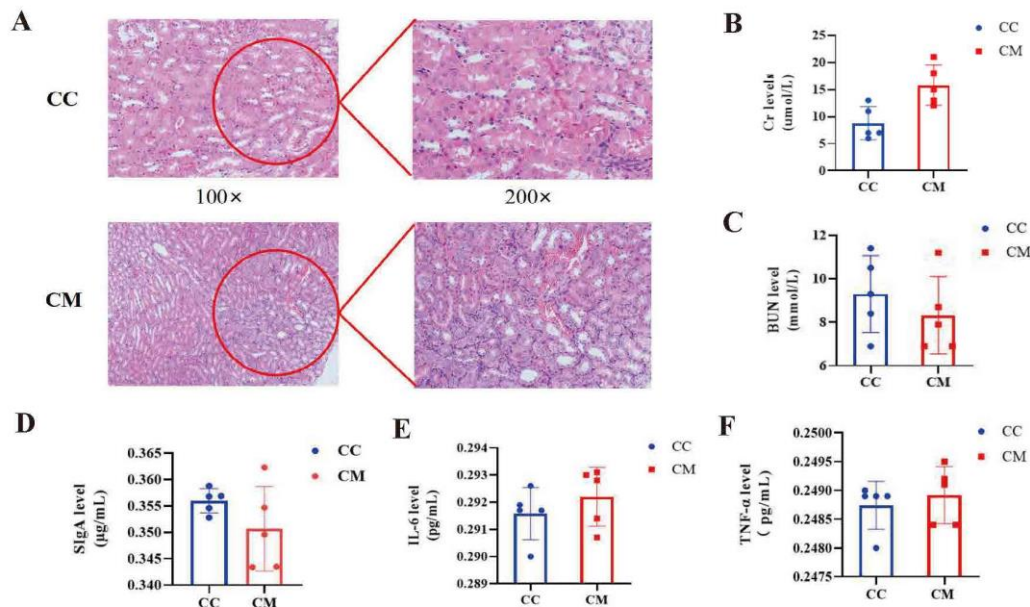 A
CC
100×
200×
CM
B
Cr levels
(umol/L)
25
20
15
10
5
0
CC
CM
CC
CM
C
BUN level
(mmol/L)
12
10
8
6
CC
CM
CC
CM
D
SIgA level
(μg/mL)
0.365
0.360
0.355
0.350
0.345
0.340
CC
CM
CC
CM
E
IL-6 level
(pg/mL)
0.294
0.293
0.292
0.291
0.290
0.289
CC
CM
CC
CM
F
TNF-α level
( pg/mL)
0.2500
0.2495
0.2490
0.2485
0.2480
0.2475
CC
CM
CC
CM